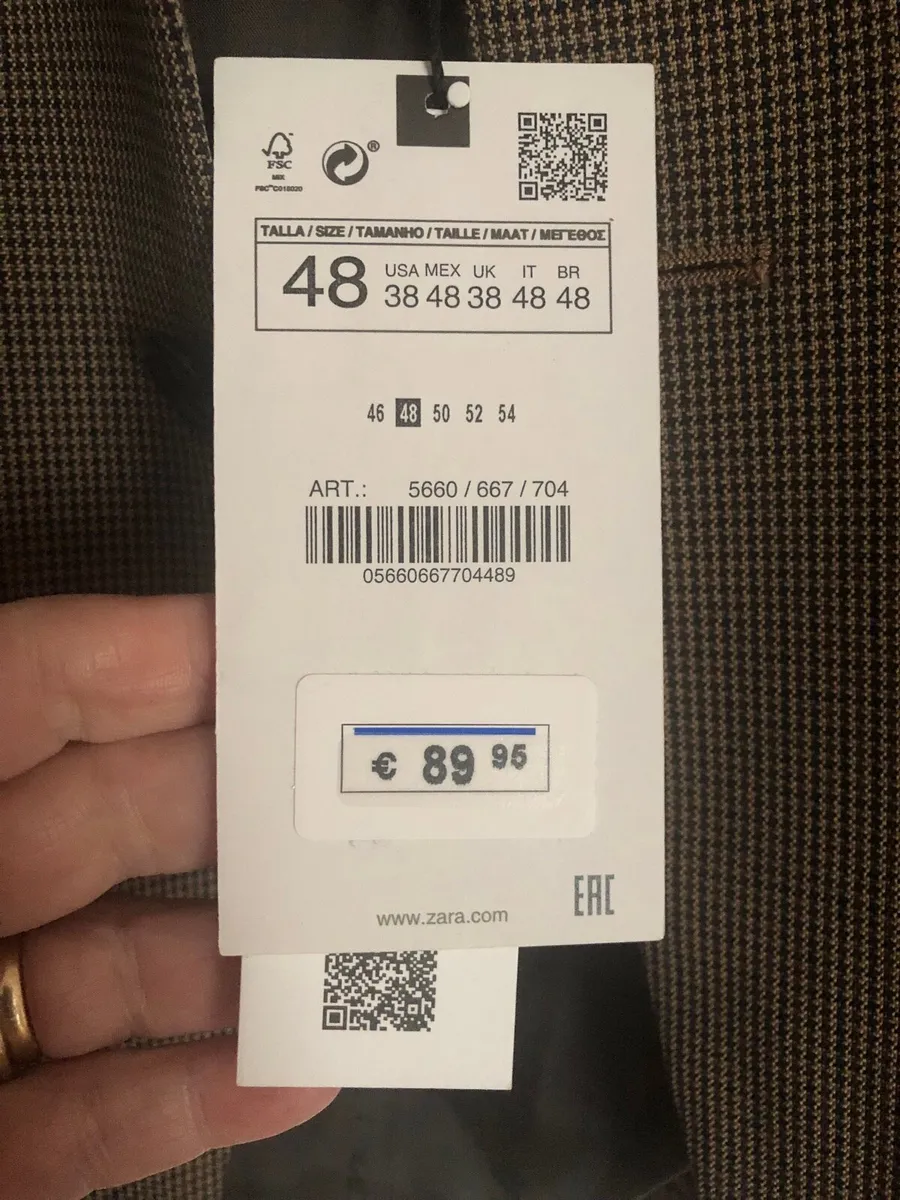 ®
FSC
MIX
FSC™ C018020
TALLA / SIZE / TAMANHO / TAILLE / MAAT / ΜΕΓΕΘΟΣ
48
USA MEX UK IT BR
38 48 38 48 48
46 48 50 52 54
ART.: 5660 / 667 / 704
05660667704489
€ 89 95
EAC
www.zara.com